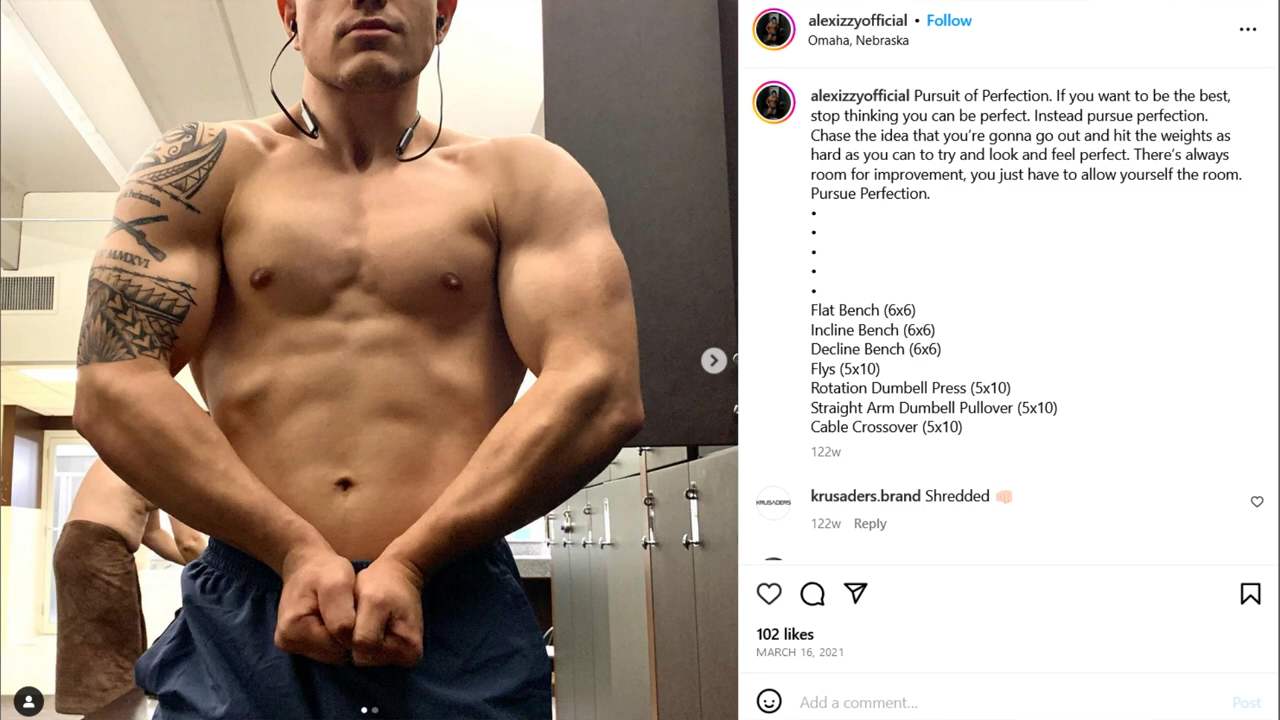 alexizzyofficial • Follow
Omaha, Nebraska
alexizzyofficial Pursuit of Perfection. If you want to be the best,
stop thinking you can be perfect. Instead pursue perfection.
Chase the idea that you’re gonna go out and hit the weights as
hard as you can to try and look and feel perfect. There’s always
room for improvement, you just have to allow yourself the room.
Pursue Perfection.
•
•
•
•
•
Flat Bench (6x6)
Incline Bench (6x6)
Decline Bench (6x6)
Flys (5x10)
Rotation Dumbell Press (5x10)
Straight Arm Dumbell Pullover (5x10)
Cable Crossover (5x10)
122w
KRUSADERS
krusaders.brand Shredded 👊🏻
122w Reply
102 likes
MARCH 16, 2021
Add a comment...
Post
Perfection
MMXVI